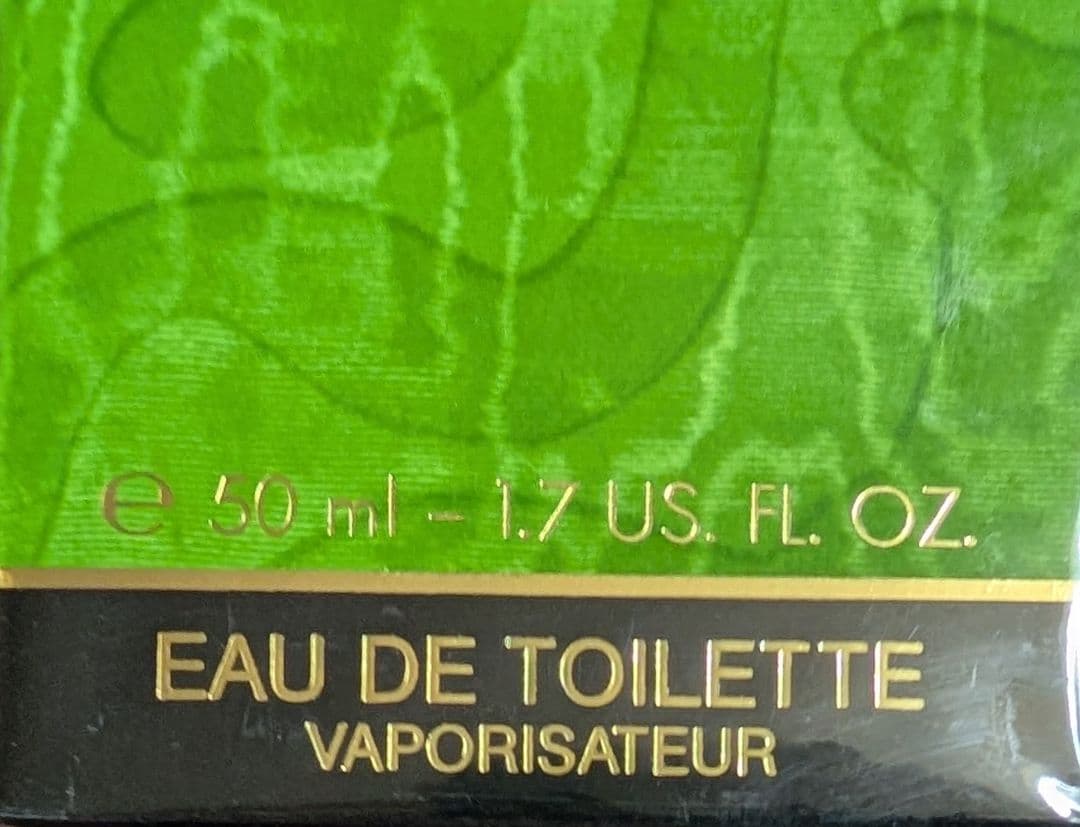 e 50 ml - 1.7 US. FL. OZ.
EAU DE TOILETTE
VAPORISATEUR